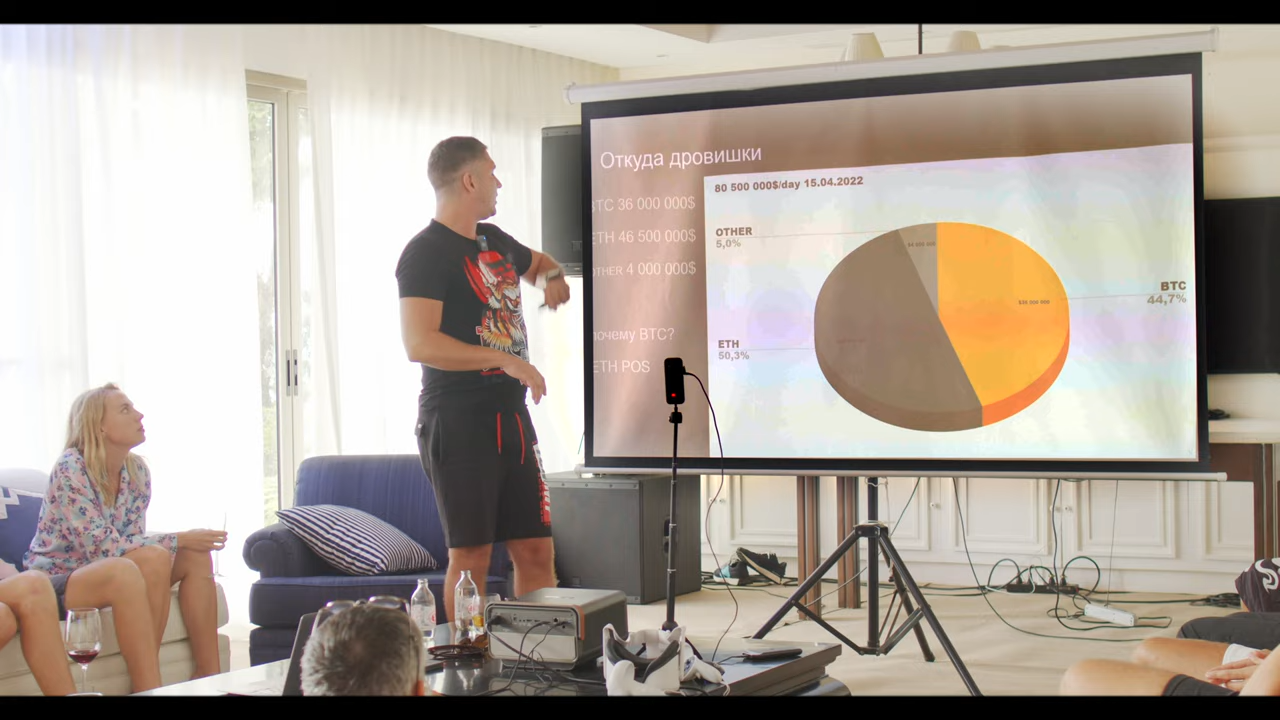 Откуда дровишки
BTC 36 000 000$
ETH 46 500 000$
OTHER 4 000 000$
почему BTC?
ETH POS
80 500 000$/day 15.04.2022
OTHER
5,0%
BTC
44,7%
ETH
50,3%